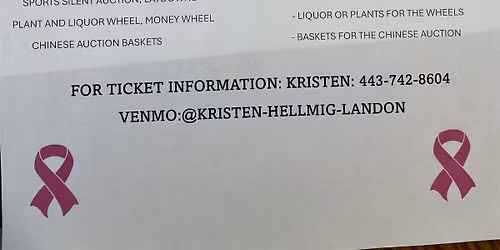 SPORTS SILENT AUCTION,
PLANT AND LIQUOR WHEEL, MONEY WHEEL
CHINESE AUCTION BASKETS
- LIQUOR OR PLANTS FOR THE WHEELS
- BASKETS FOR THE CHINESE AUCTION
FOR TICKET INFORMATION: KRISTEN: 443-742-8604
VENMO:@KRISTEN-HELLMIG-LANDON